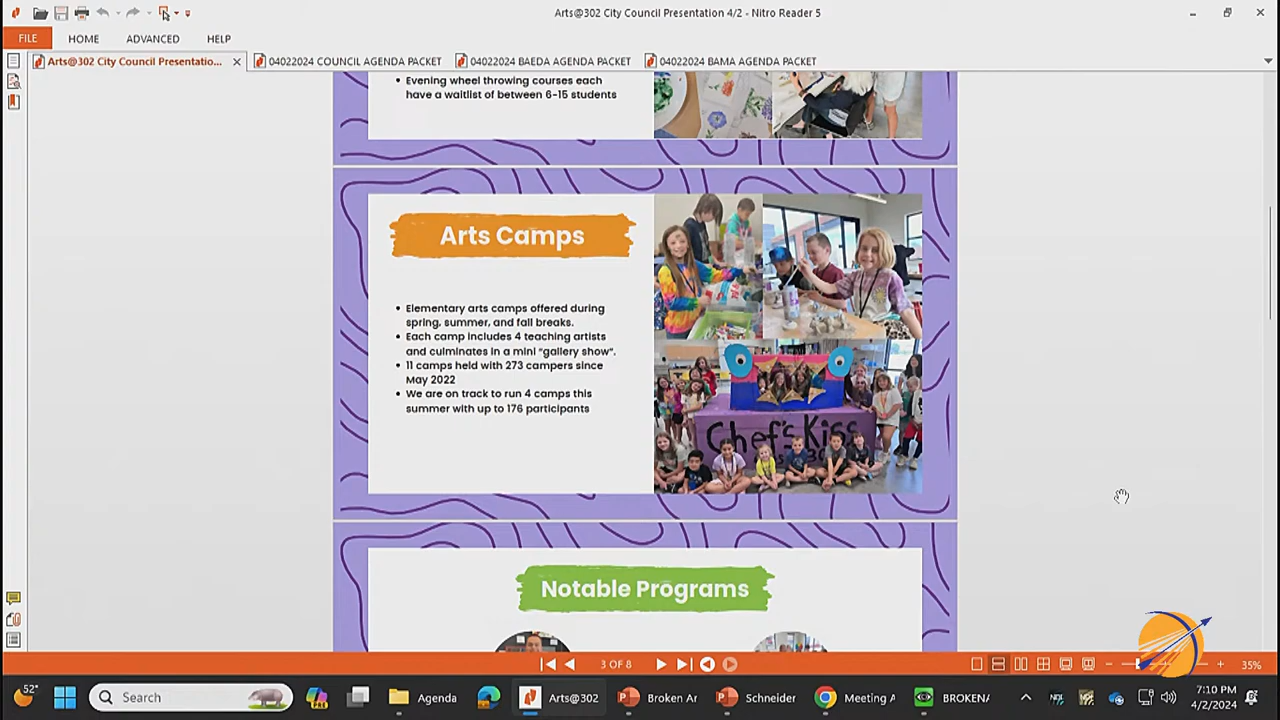 Arts@302 City Council Presentation 4/2 - Nitro Reader 5
FILE HOME ADVANCED HELP
Arts@302 City Council Presentatio... 04022024 COUNCIL AGENDA PACKET 04022024 BAEDA AGENDA PACKET 04022024 BAMA AGENDA PACKET
• Evening wheel throwing courses each
have a waitlist of between 6-15 students
Arts Camps
• Elementary arts camps offered during
spring, summer, and fall breaks.
• Each camp includes 4 teaching artists
and culminates in a mini “gallery show”.
• 11 camps held with 273 campers since
May 2022
• We are on track to run 4 camps this
summer with up to 176 participants
Chef's Kiss
Notable Programs
3 OF 8
35%
52°
Search
Agenda
Arts@302
Broken Ar
Schneider
Meeting A
BROKENA
7:10 PM
4/2/2024